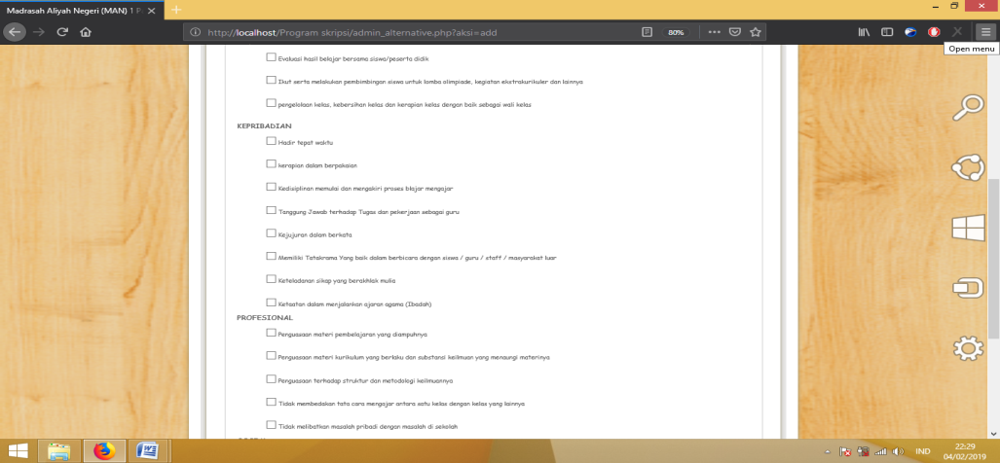 Madrasah Aliyah Negeri (MAN) 1 P
http://localhost/Program skripsi/admin_alternative.php?aksi=add
80%
Open menu
Evaluasi hasil belajar bersama siswa/peserta didik
Ikut serta melakukan pembimbingan siswa untuk lomba olimpiade, kegiatan ekstrakurikuler dan lainnya
pengelolaan kelas, kebersihan kelas dan kerapian kelas dengan baik sebagai wali kelas
KEPRIBADIAN
Hadir tepat waktu
kerapian dalam berpakaian
Kedisiplinan memulai dan mengakiri proses blajar mengajar
Tanggung Jawab terhadap Tugas dan pekerjaan sebagai guru
Kejujuran dalam berkata
Memiliki Tatakrama Yang baik dalam berbicara dengan siswa / guru / staff / masyarakat luar
Keteladanan sikap yang berakhlak mulia
Ketaatan dalam menjalankan ajaran agama (Ibadah)
PROFESIONAL
Penguasaan materi pembelajaran yang diampuhnya
Penguasaan materi kurikulum yang berlaku dan substansi keilmuan yang menaungi materinya
Penguasaan terhadap struktur dan metodologi keilmuannya
Tidak membedakan tata cara mengajar antara satu kelas dengan kelas yang lainnya
Tidak melibatkan masalah pribadi dengan masalah di sekolah
IND
22:29
04/02/2019